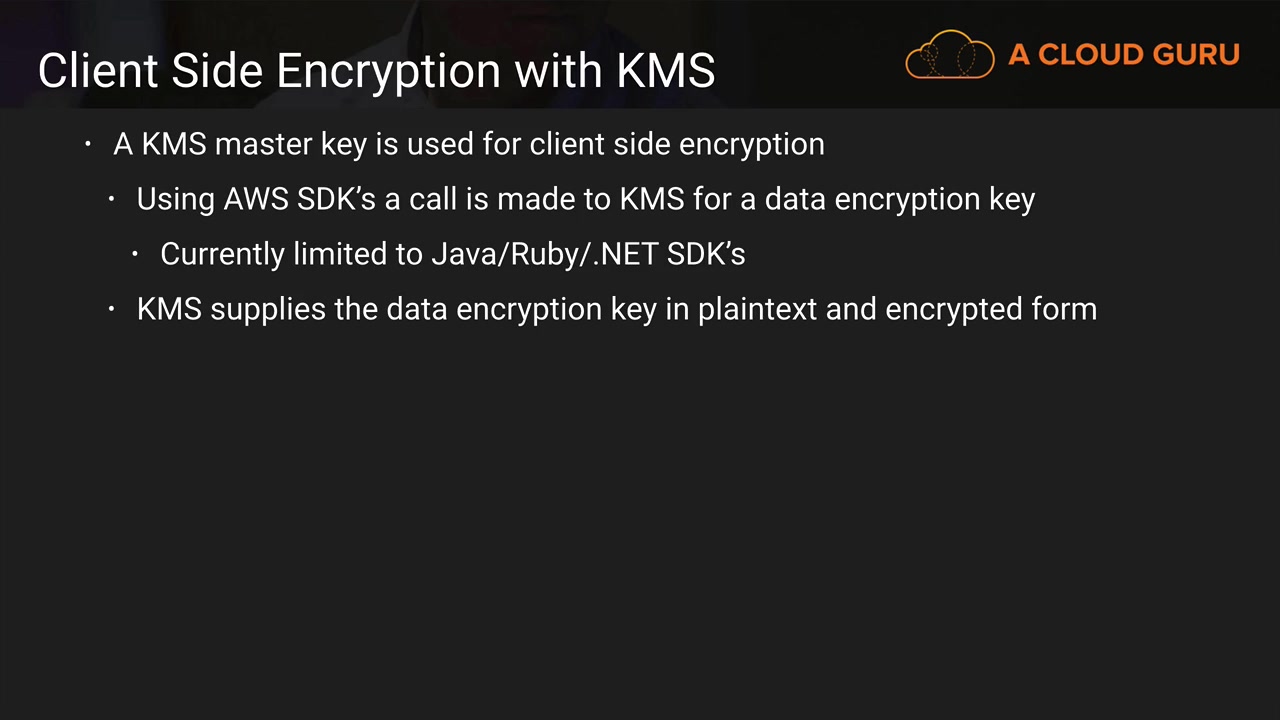 Client Side Encryption with KMS
A CLOUD GURU
· A KMS master key is used for client side encryption
· Using AWS SDK’s a call is made to KMS for a data encryption key
· Currently limited to Java/Ruby/.NET SDK’s
· KMS supplies the data encryption key in plaintext and encrypted form